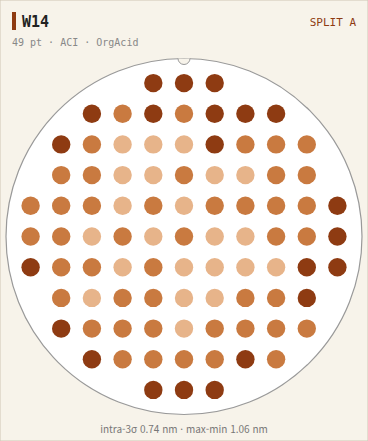 W14
SPLIT A
49 pt · ACI · OrgAcid
intra-3σ 0.74 nm · max-min 1.06 nm